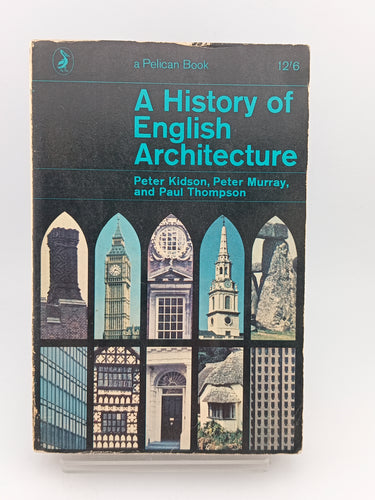 a Pelican Book 12'6
A History of
English
Architecture
Peter Kidson, Peter Murray,
and Paul Thompson